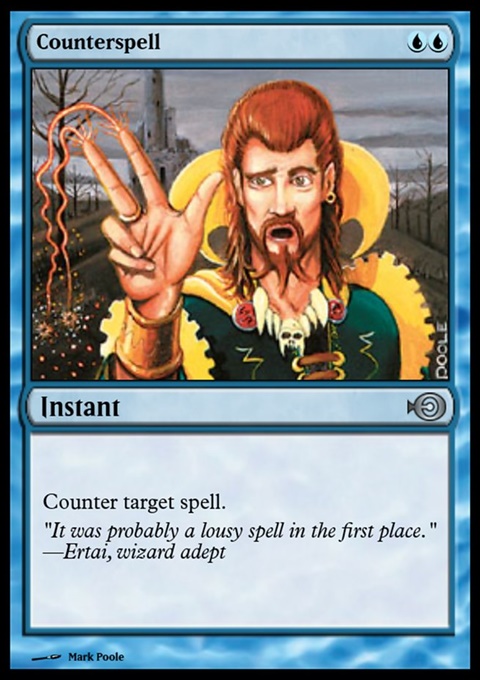 Counterspell
POOLE
Instant
Counter target spell.
"It was probably a lousy spell in the first place."
—Ertai, wizard adept
Mark Poole